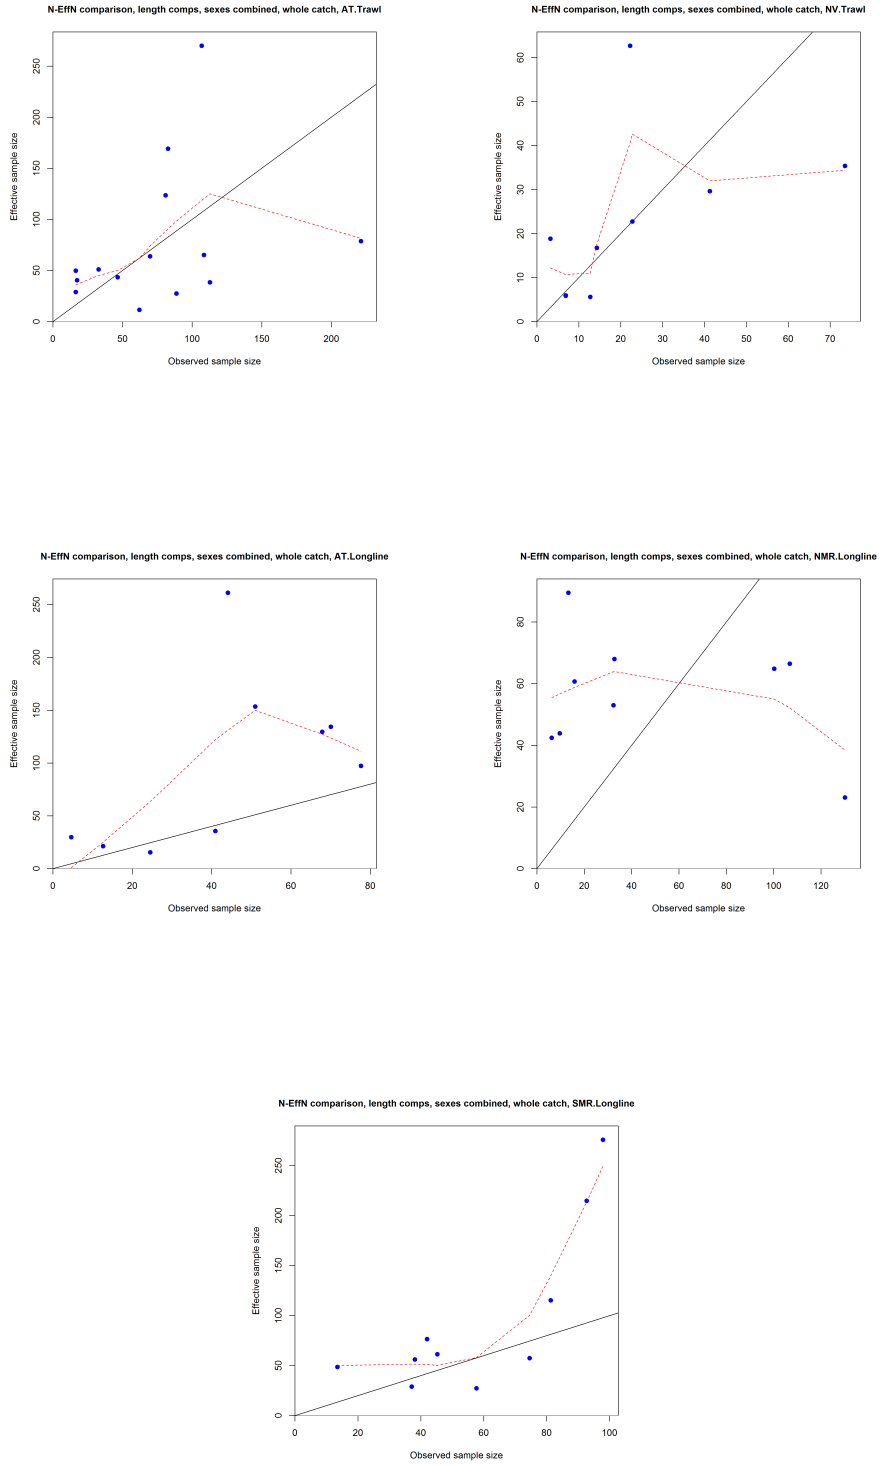 N-EffN comparison, length comps, sexes combined, whole catch, AT.Trawl
Effective sample size
0 50 100 150 200 250
0 50 100 150 200
Observed sample size
N-EffN comparison, length comps, sexes combined, whole catch, NV.Trawl
Effective sample size
0 10 20 30 40 50 60
0 10 20 30 40 50 60 70
Observed sample size
N-EffN comparison, length comps, sexes combined, whole catch, AT.Longline
Effective sample size
0 50 100 150 200 250
0 20 40 60 80
Observed sample size
N-EffN comparison, length comps, sexes combined, whole catch, NMR.Longline
Effective sample size
0 20 40 60 80
0 20 40 60 80 100 120
Observed sample size
N-EffN comparison, length comps, sexes combined, whole catch, SMR.Longline
Effective sample size
0 50 100 150 200 250
0 20 40 60 80 100
Observed sample size